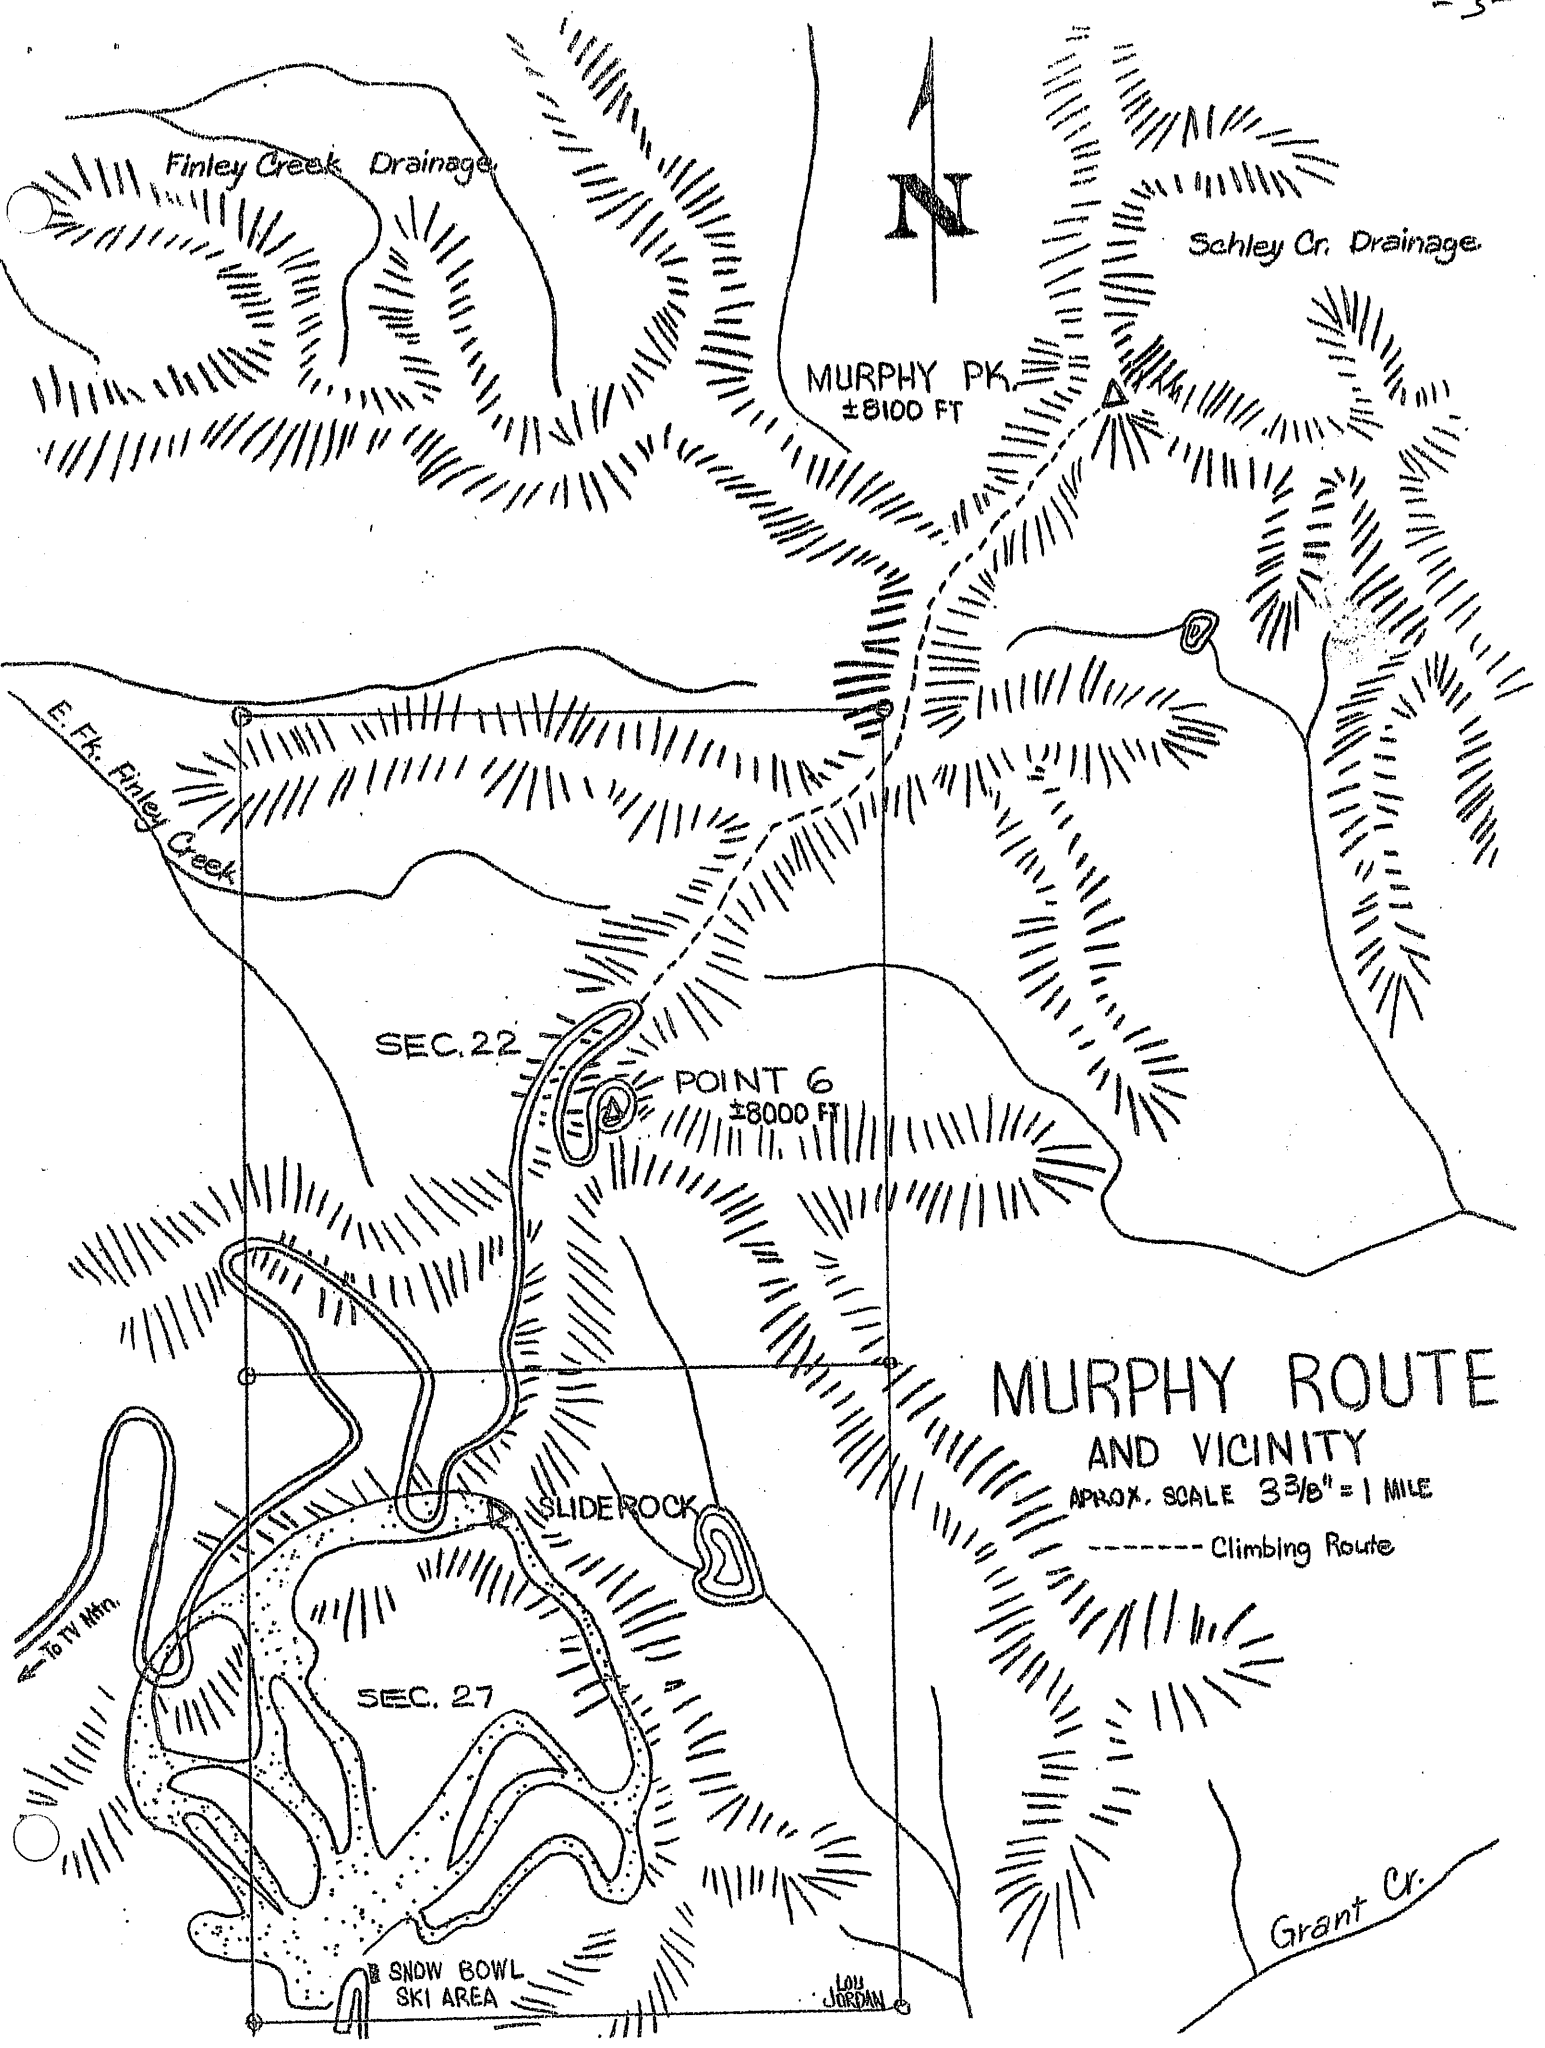 - 3 -
Finley Creek Drainage
N
Schley Cr. Drainage
MURPHY PK.
±8100 FT
E. Fk. Finley Creek
SEC. 22
POINT 6
±8000 FT
MURPHY ROUTE
AND VICINITY
APROX. SCALE 3 3/8" = 1 MILE
------- Climbing Route
SLIDEROCK
← To TV Mtn.
SEC. 27
Grant Cr.
SNOW BOWL
SKI AREA
LOU
JORDAN